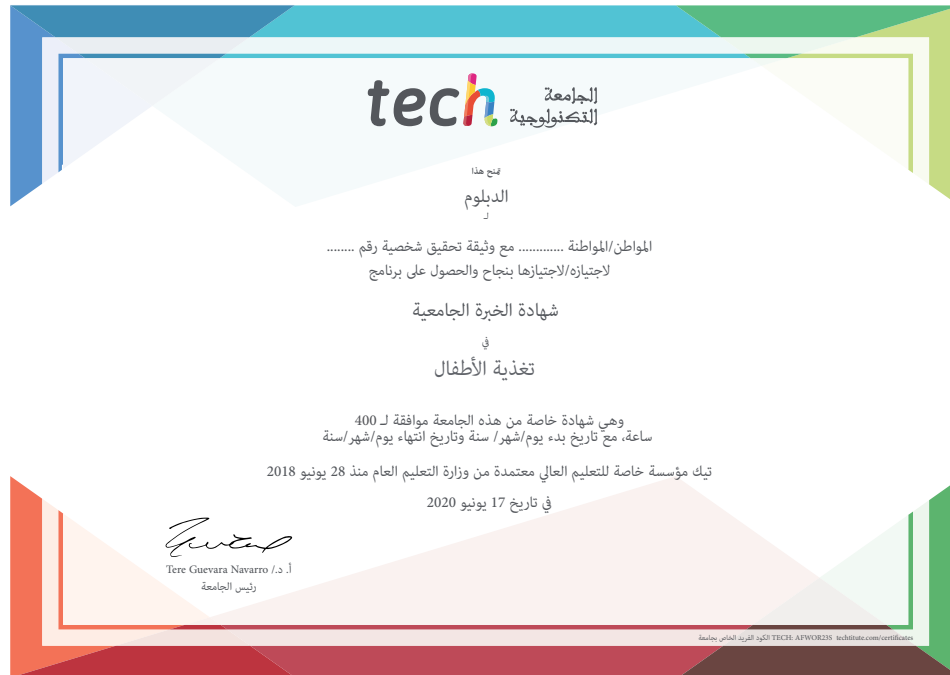 tech الجامعة
التكنولوجية
تمنح هذا
الدبلوم
لـ
المواطن/المواطنة ............. مع وثيقة تحقيق شخصية رقم ........
لاجتيازه/لاجتيازها بنجاح والحصول على برنامج
شهادة الخبرة الجامعية
في
تغذية الأطفال
وهي شهادة خاصة من هذه الجامعة موافقة لـ 400
ساعة، مع تاريخ بدء يوم/شهر/ سنة وتاريخ انتهاء يوم/شهر/سنة
تيك مؤسسة خاصة للتعليم العالي معتمدة من وزارة التعليم العام منذ 28 يونيو 2018
في تاريخ 17 يونيو 2020
أ. د./ Tere Guevara Navarro
رئيس الجامعة
الكود الفريد الخاص بجامعة TECH: AFWOR23S techtitute.com/certificates